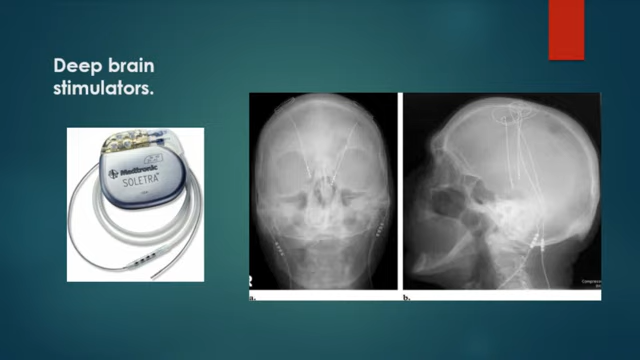 Deep brain
stimulators.
Medtronic
SOLETRA
R
a.
b.